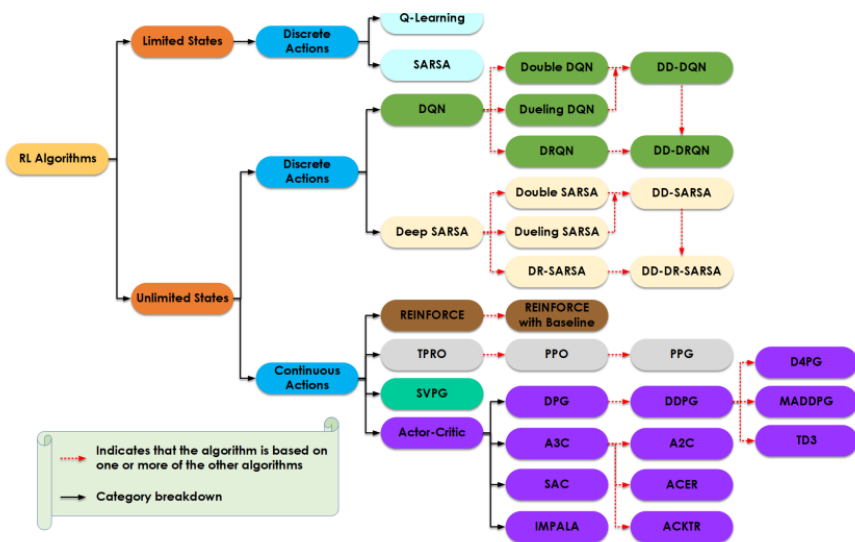 Q-Learning
Limited States
Discrete
Actions
SARSA
Double DQN
DD-DQN
DQN
Dueling DQN
RL Algorithms
DRQN
DD-DRQN
Discrete
Actions
Double SARSA
DD-SARSA
Deep SARSA
Dueling SARSA
DR-SARSA
DD-DR-SARSA
Unlimited States
REINFORCE
REINFORCE
with Baseline
TPRO
PPO
PPG
D4PG
Continuous
Actions
SVPG
DPG
DDPG
MADDPG
Actor-Critic
A3C
A2C
TD3
Indicates that the algorithm is based on
one or more of the other algorithms
SAC
ACER
Category breakdown
IMPALA
ACKTR